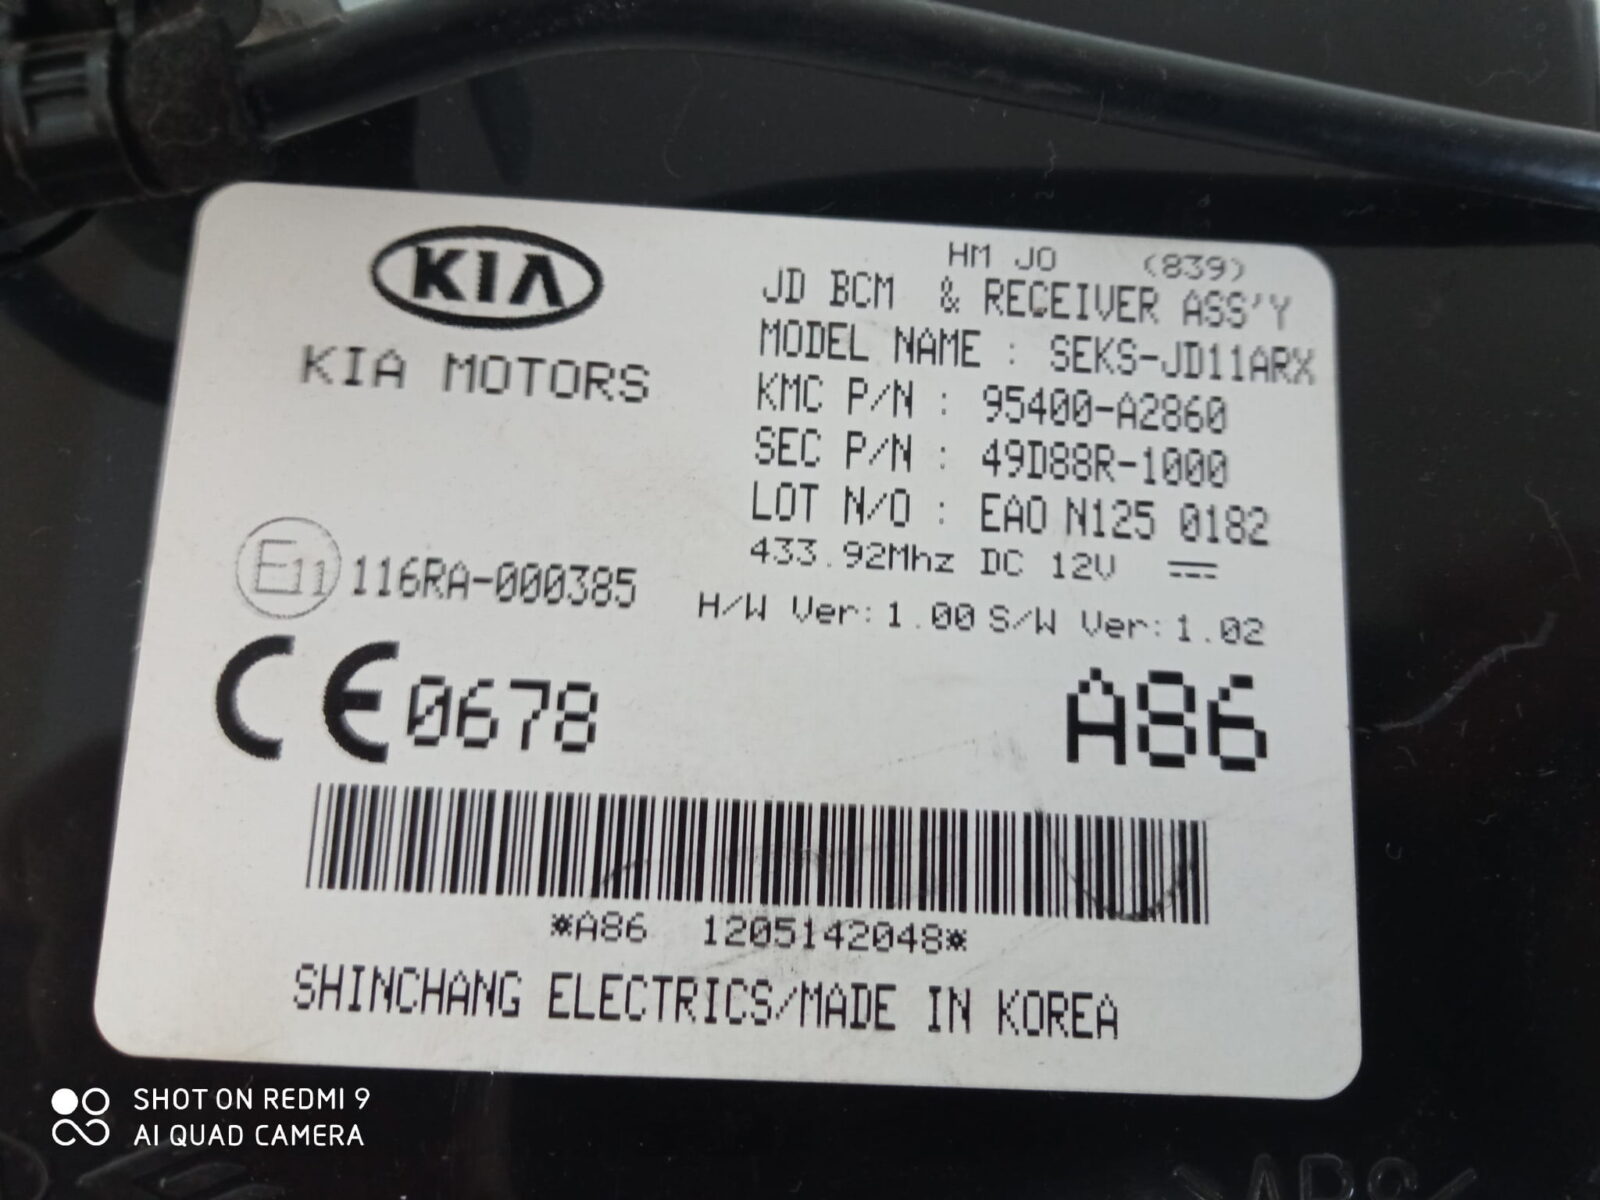 KIA
KIA MOTORS
HM JO (839)
JD BCM & RECEIVER ASS'Y
MODEL NAME : SEKS-JD11ARX
KMC P/N : 95400-A2860
SEC P/N : 49D88R-1000
LOT N/O : EAO N125 0182
433.92Mhz DC 12V
H/W Ver: 1.00 S/W Ver: 1.02
E11 116RA-000385
CE 0678
A86
*A86 1205142048*
SHINCHANG ELECTRICS/MADE IN KOREA
SHOT ON REDMI 9
AI QUAD CAMERA